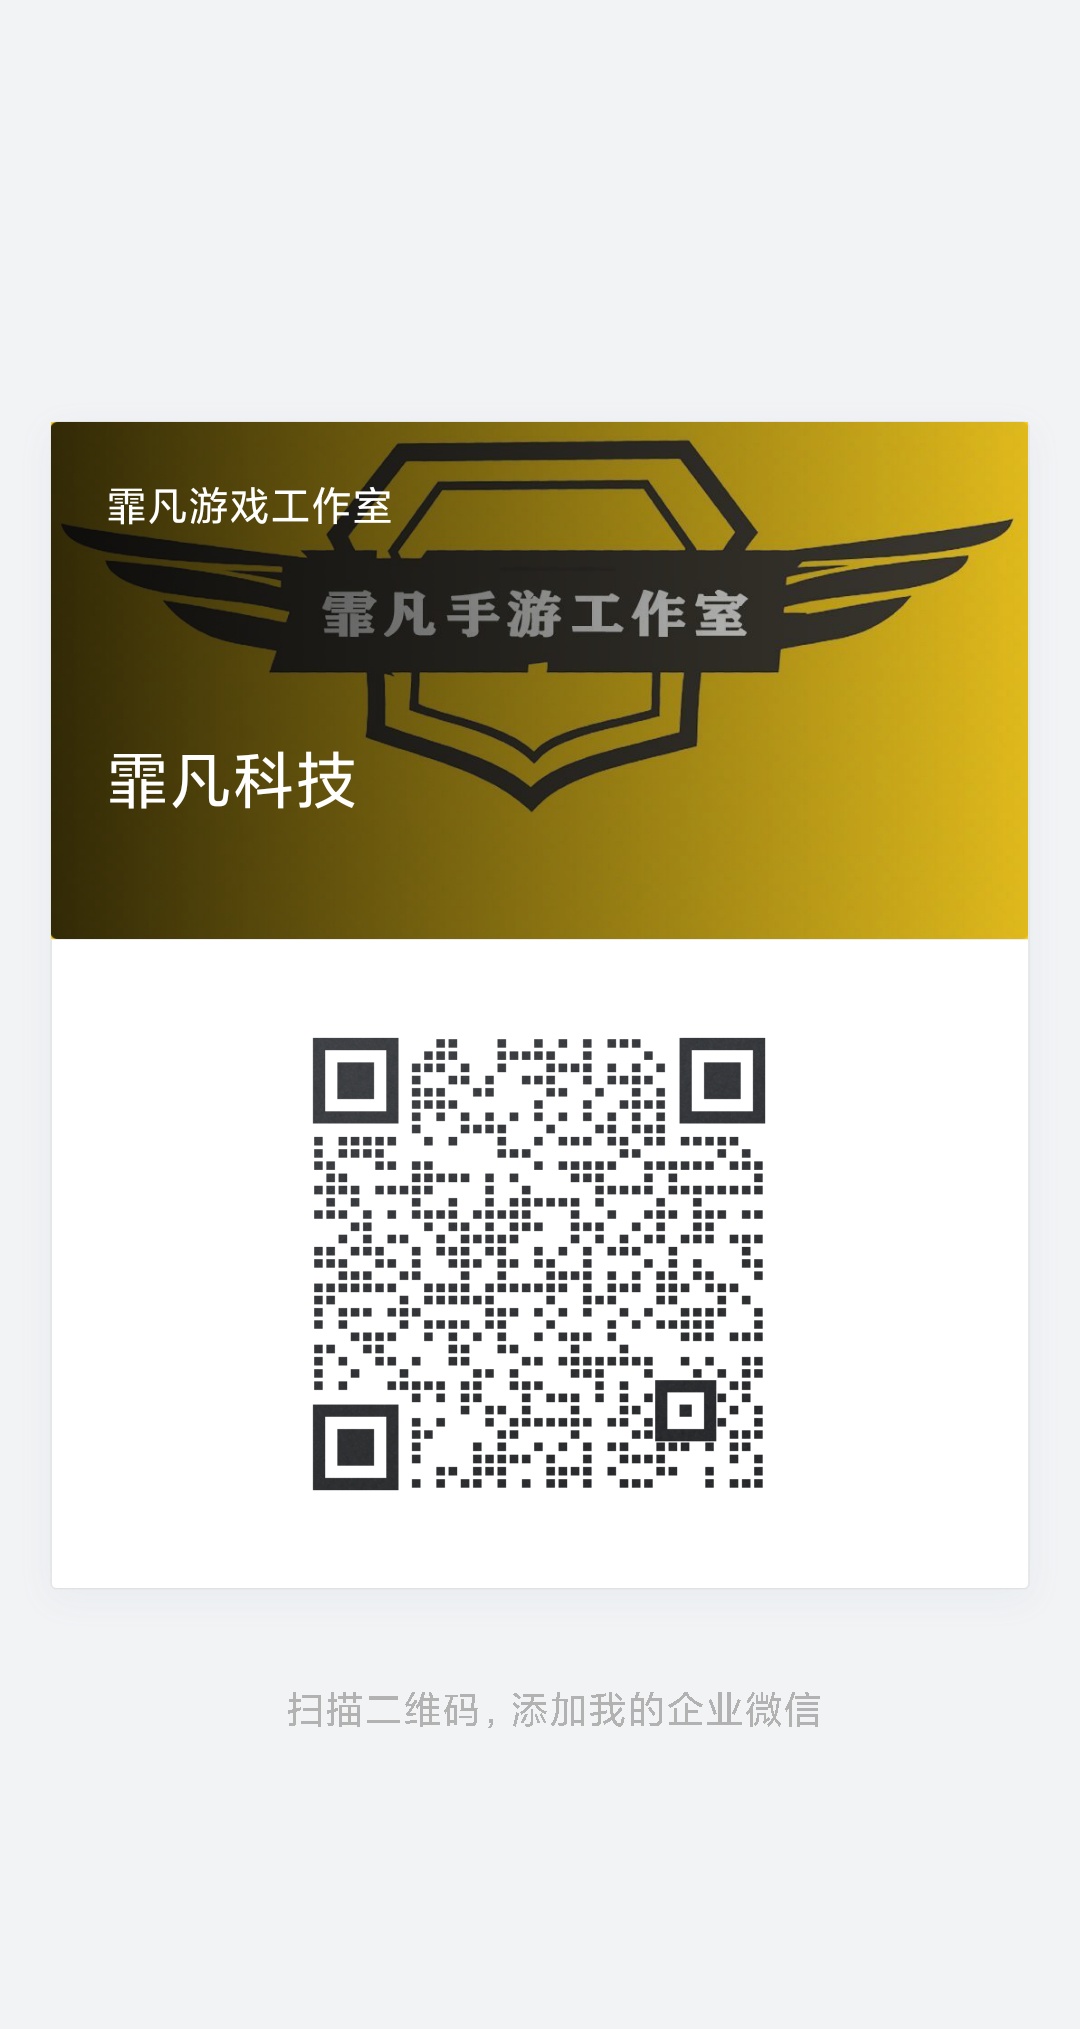 霏凡游戏工作室
霏凡手游工作室
霏凡科技
扫描二维码，添加我的企业微信